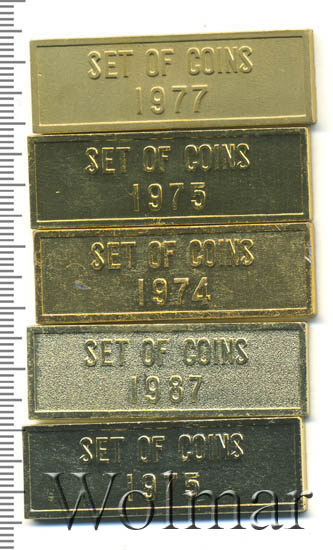 SET OF COINS
1977
SET OF COINS
1975
SET OF COINS
1974
SET OF COINS
1987
SET OF COINS
1975
Wolmar